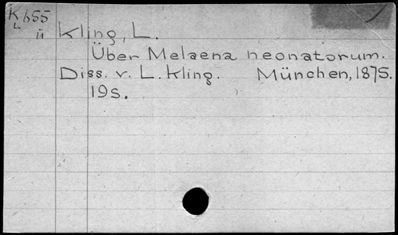 K655
L
ü
Kling, L.
Über Melaena neonatorum.
Diss. v. L. Kling. München, 1875.
19s.